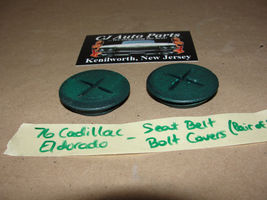 CJ Auto Parts
Kenilworth, New Jersey
76 Cadillac Eldorado - Seat Belt Bolt Covers (Pair of